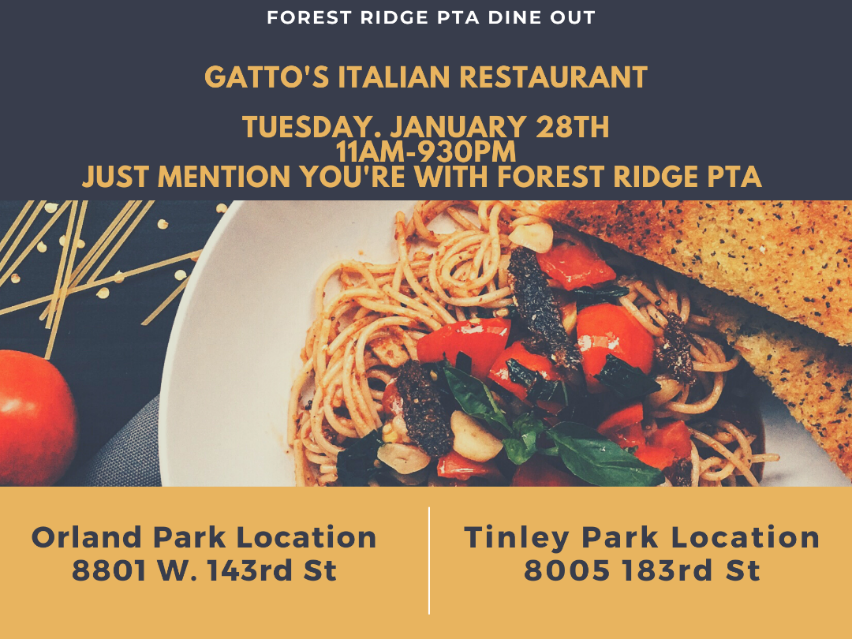 FOREST RIDGE PTA DINE OUT
GATTO'S ITALIAN RESTAURANT
TUESDAY. JANUARY 28TH
11AM-930PM
JUST MENTION YOU'RE WITH FOREST RIDGE PTA
Orland Park Location
8801 W. 143rd St
Tinley Park Location
8005 183rd St